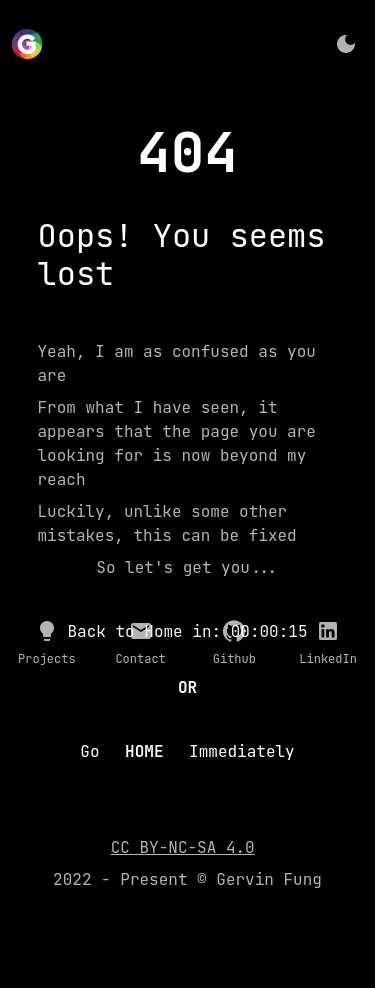 G
404
Oops! You seems
lost
Yeah, I am as confused as you
are
From what I have seen, it
appears that the page you are
looking for is now beyond my
reach
Luckily, unlike some other
mistakes, this can be fixed
So let's get you...
Back to Home in: 00:00:15
Projects Contact Github LinkedIn
OR
Go HOME Immediately
CC BY-NC-SA 4.0
2022 - Present © Gervin Fung